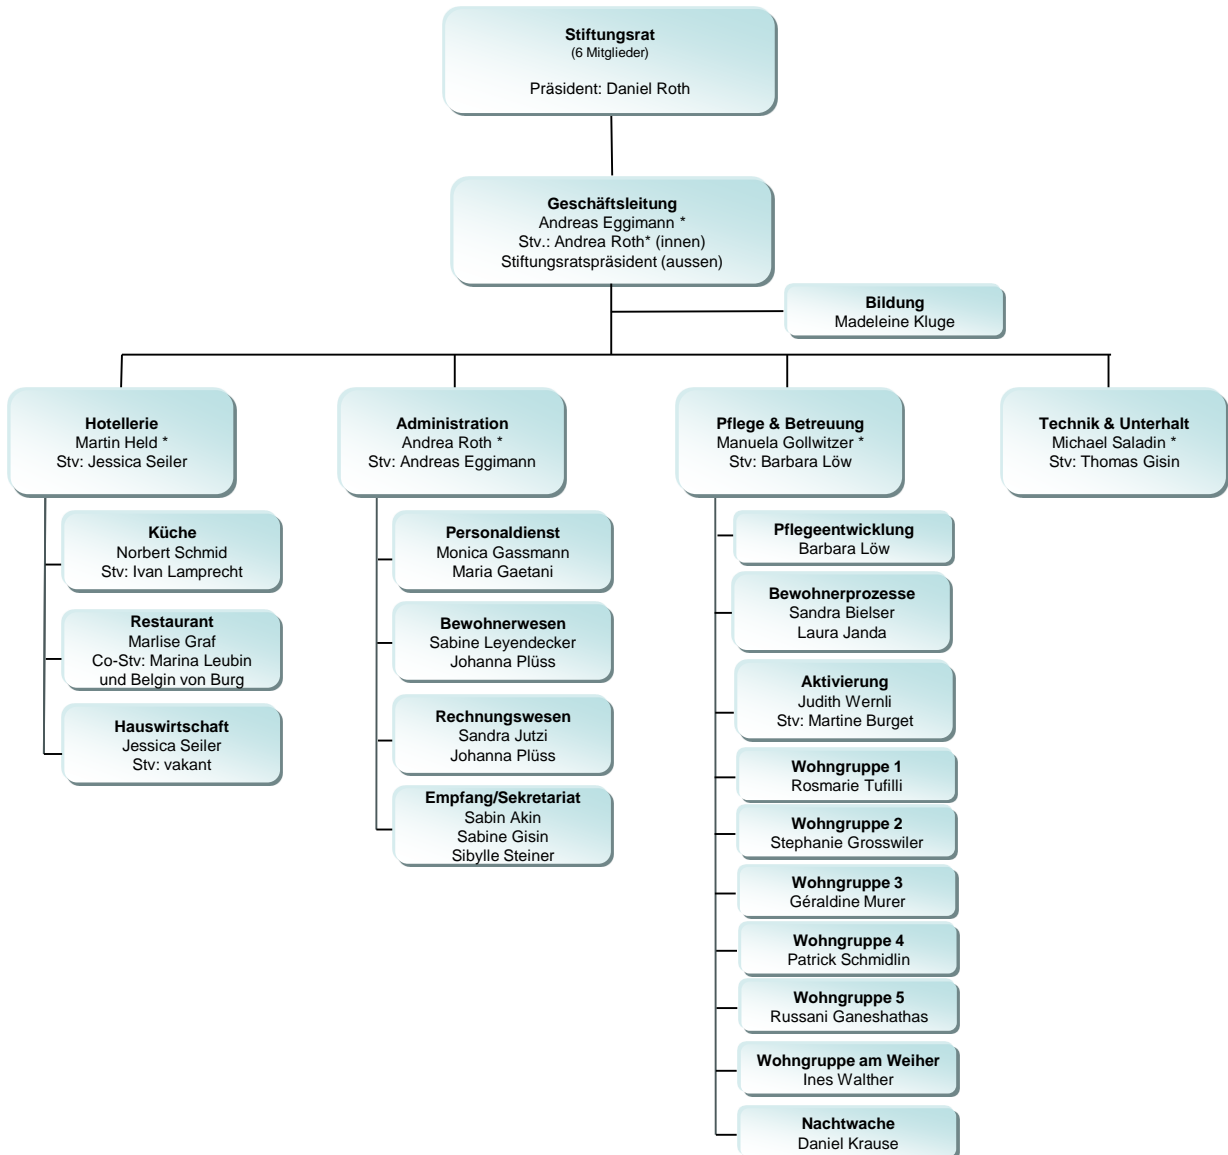 Stiftungsrat
(6 Mitglieder)
Präsident: Daniel Roth
Geschäftsleitung
Andreas Eggimann *
Stv.: Andrea Roth* (innen)
Stiftungsratspräsident (aussen)
Bildung
Madeleine Kluge
Hotellerie
Martin Held *
Stv: Jessica Seiler
Küche
Norbert Schmid
Stv: Ivan Lamprecht
Restaurant
Marlise Graf
Co-Stv: Marina Leubin
und Belgin von Burg
Hauswirtschaft
Jessica Seiler
Stv: vakant
Administration
Andrea Roth *
Stv: Andreas Eggimann
Personaldienst
Monica Gassmann
Maria Gaetani
Bewohnerwesen
Sabine Leyendecker
Johanna Plüss
Rechnungswesen
Sandra Jutzi
Johanna Plüss
Empfang/Sekretariat
Sabin Akin
Sabine Gisin
Sibylle Steiner
Pflege & Betreuung
Manuela Gollwitzer *
Stv: Barbara Löw
Pflegeentwicklung
Barbara Löw
Bewohnerprozesse
Sandra Bielser
Laura Janda
Aktivierung
Judith Wernli
Stv: Martine Burget
Wohngruppe 1
Rosmarie Tufilli
Wohngruppe 2
Stephanie Grosswiler
Wohngruppe 3
Géraldine Murer
Wohngruppe 4
Patrick Schmidlin
Wohngruppe 5
Russani Ganeshathas
Wohngruppe am Weiher
Ines Walther
Nachtwache
Daniel Krause
Technik & Unterhalt
Michael Saladin *
Stv: Thomas Gisin